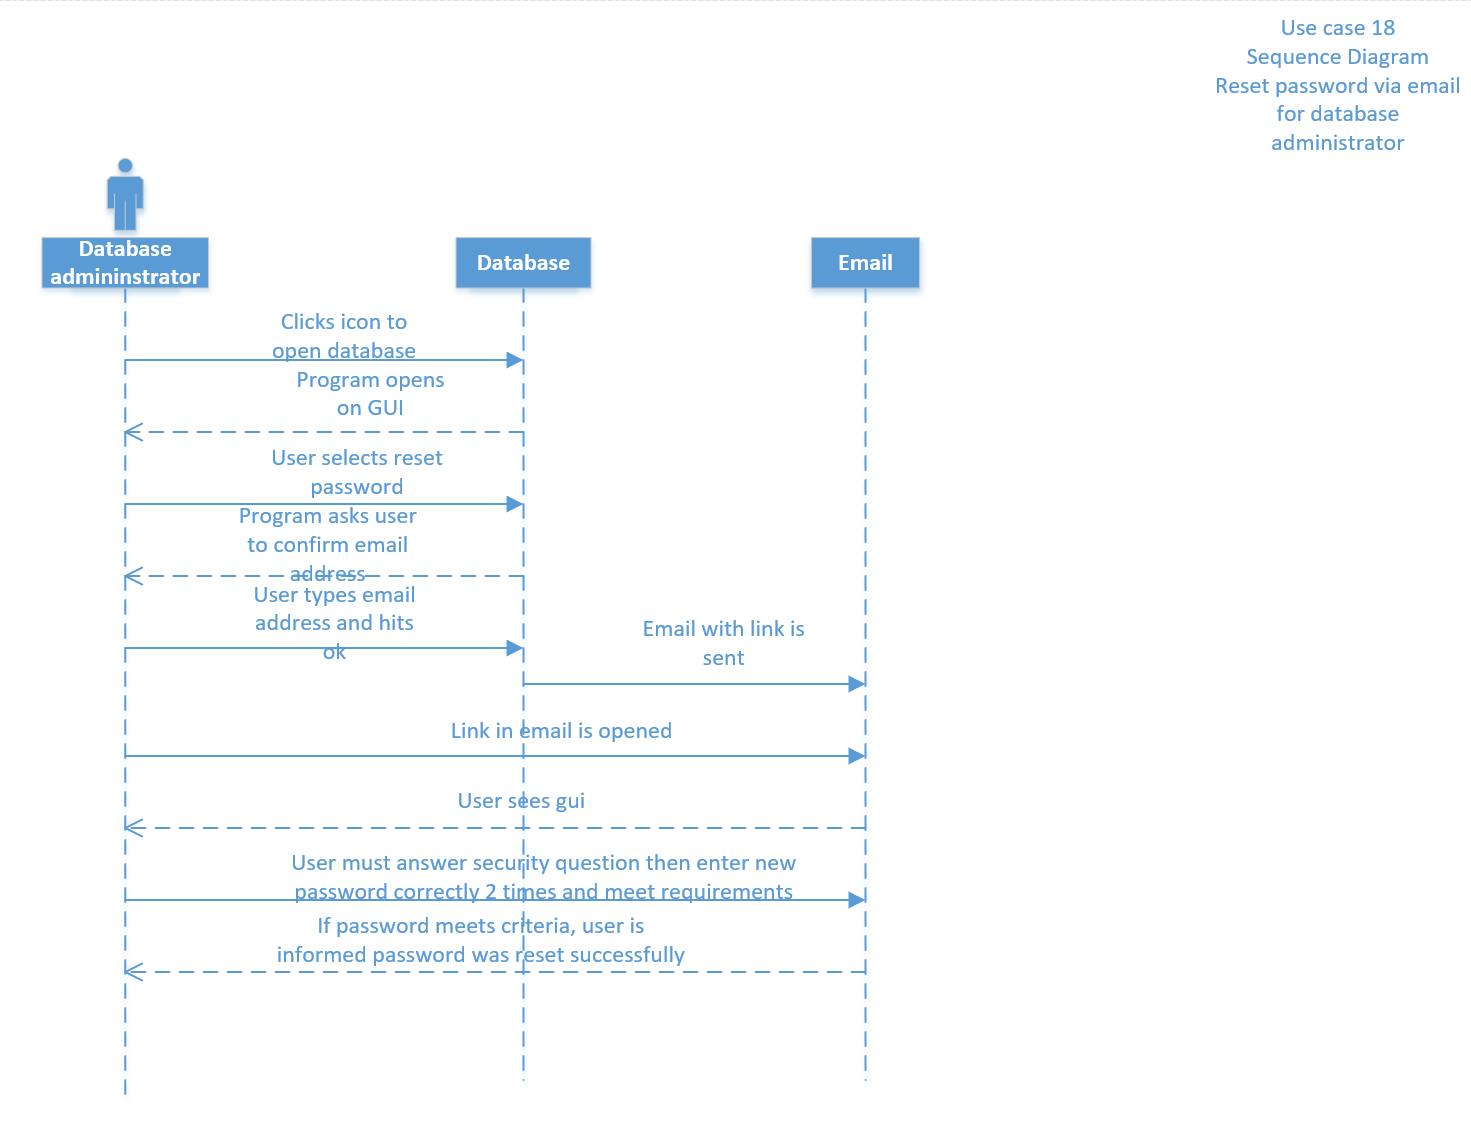 Use case 18
Sequence Diagram
Reset password via email
for database
administrator
Database
admininstrator
Database
Email
Clicks icon to
open database
Program opens
on GUI
User selects reset
password
Program asks user
to confirm email
address
User types email
address and hits
ok
Email with link is
sent
Link in email is opened
User sees gui
User must answer security question then enter new
password correctly 2 times and meet requirements
If password meets criteria, user is
informed password was reset successfully